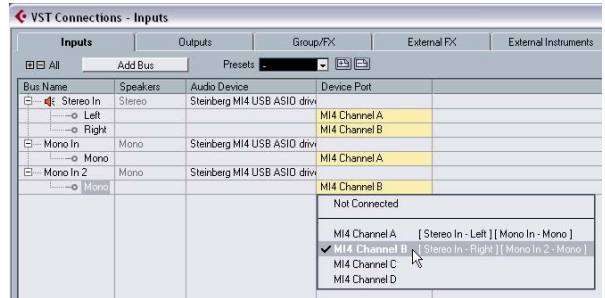 VST Connections - Inputs
Inputs Outputs Group/FX External FX External Instruments
All Add Bus Presets -
Bus Name Speakers Audio Device Device Port
Stereo In Stereo Steinberg MI4 USB ASIO drive
Left MI4 Channel A
Right MI4 Channel B
Mono In Mono Steinberg MI4 USB ASIO drive
Mono MI4 Channel A
Mono In 2 Mono Steinberg MI4 USB ASIO drive
Mono MI4 Channel B
Not Connected
MI4 Channel A [ Stereo In - Left ] [ Mono In - Mono ]
MI4 Channel B [ Stereo In - Right ] [ Mono In 2 - Mono ]
MI4 Channel C
MI4 Channel D